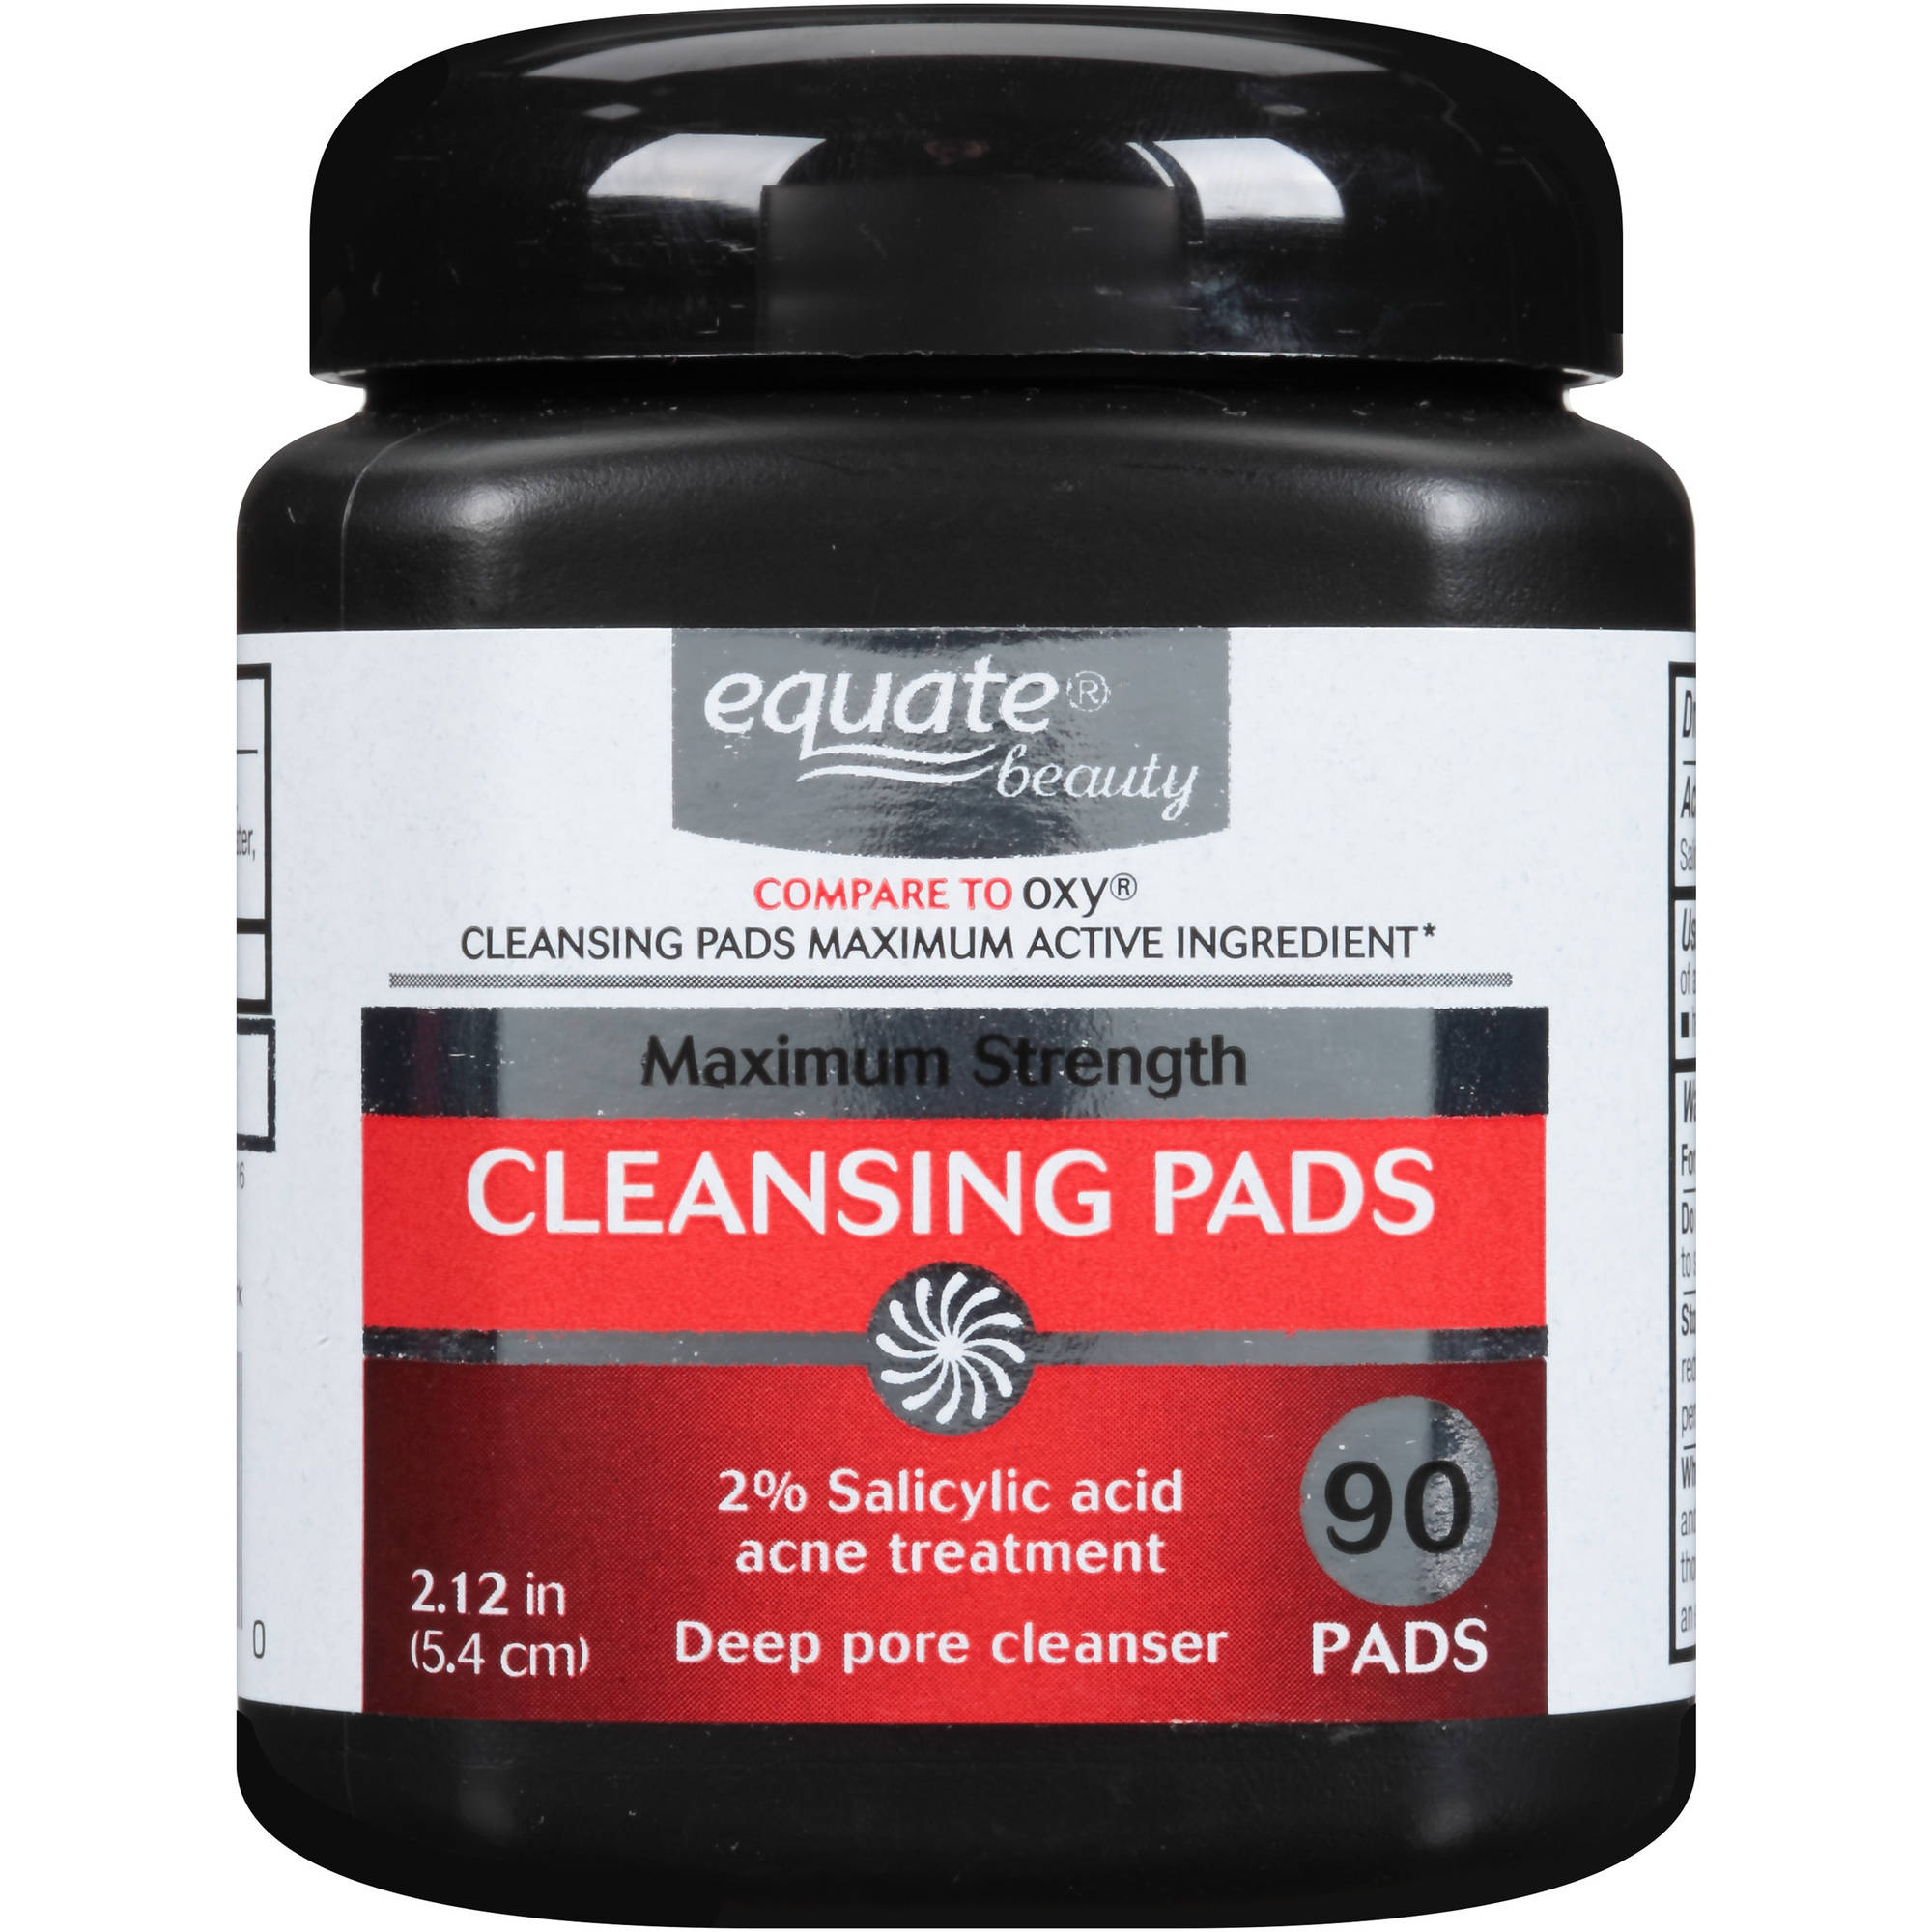 equate®
beauty
COMPARE TO oxy®
CLEANSING PADS MAXIMUM ACTIVE INGREDIENT*
Maximum Strength
CLEANSING PADS
2% Salicylic acid
acne treatment
Deep pore cleanser
2.12 in
(5.4 cm)
90
PADS
0